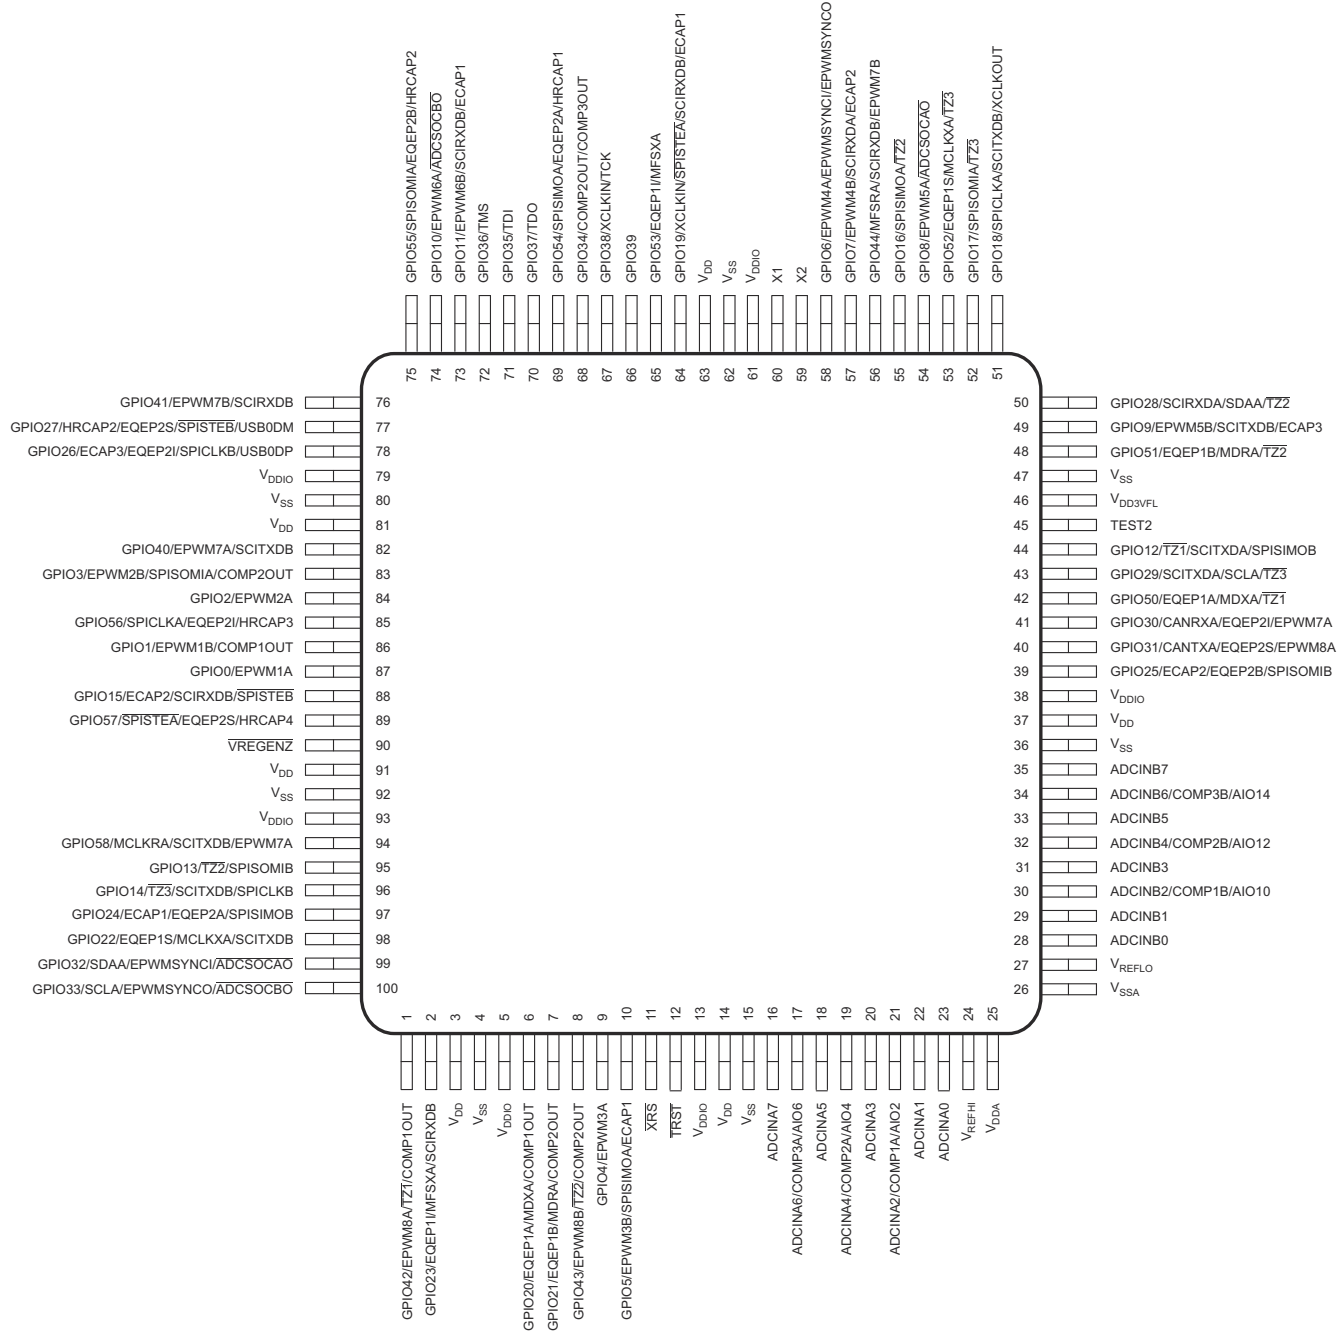 GPIO55/SPISOMIA/EQEP2B/HRCAP2
GPIO10/EPWM6A/ADCSOCBO
GPIO11/EPWM6B/SCIRXDB/ECAP1
GPIO36/TMS
GPIO35/TDI
GPIO37/TDO
GPIO54/SPISIMOA/EQEP2A/HRCAP1
GPIO34/COMP2OUT/COMP3OUT
GPIO38/XCLKIN/TCK
GPIO39
GPIO53/EQEP1I/MFSXA
GPIO19/XCLKIN/SPISTEA/SCIRXDB/ECAP1
VDD
VSS
VDDIO
X1
X2
GPIO6/EPWM4A/EPWMSYNCI/EPWMSYNCO
GPIO7/EPWM4B/SCIRXDA/ECAP2
GPIO44/MFSRA/SCIRXDB/EPWM7B
GPIO16/SPISIMOA/TZ2
GPIO8/EPWM5A/ADCSOCAO
GPIO52/EQEP1S/MCLKXA/TZ3
GPIO17/SPISOMIA/TZ3
GPIO18/SPICLKA/SCITXDB/XCLKOUT
75
74
73
72
71
70
69
68
67
66
65
64
63
62
61
60
59
58
57
56
55
54
53
52
51
GPIO41/EPWM7B/SCIRXDB 76
GPIO27/HRCAP2/EQEP2S/SPISTEB/USB0DM 77
GPIO26/ECAP3/EQEP2I/SPICLKB/USB0DP 78
VDDIO 79
VSS 80
VDD 81
GPIO40/EPWM7A/SCITXDB 82
GPIO3/EPWM2B/SPISOMIA/COMP2OUT 83
GPIO2/EPWM2A 84
GPIO56/SPICLKA/EQEP2I/HRCAP3 85
GPIO1/EPWM1B/COMP1OUT 86
GPIO0/EPWM1A 87
GPIO15/ECAP2/SCIRXDB/SPISTEB 88
GPIO57/SPISTEA/EQEP2S/HRCAP4 89
VREGENZ 90
VDD 91
VSS 92
VDDIO 93
GPIO58/MCLKRA/SCITXDB/EPWM7A 94
GPIO13/TZ2/SPISOMIB 95
GPIO14/TZ3/SCITXDB/SPICLKB 96
GPIO24/ECAP1/EQEP2A/SPISIMOB 97
GPIO22/EQEP1S/MCLKXA/SCITXDB 98
GPIO32/SDAA/EPWMSYNCI/ADCSOCAO 99
GPIO33/SCLA/EPWMSYNCO/ADCSOCBO 100
50 GPIO28/SCIRXDA/SDAA/TZ2
49 GPIO9/EPWM5B/SCITXDB/ECAP3
48 GPIO51/EQEP1B/MDRA/TZ2
47 VSS
46 VDD3VFL
45 TEST2
44 GPIO12/TZ1/SCITXDA/SPISIMOB
43 GPIO29/SCITXDA/SCLA/TZ3
42 GPIO50/EQEP1A/MDXA/TZ1
41 GPIO30/CANRXA/EQEP2I/EPWM7A
40 GPIO31/CANTXA/EQEP2S/EPWM8A
39 GPIO25/ECAP2/EQEP2B/SPISOMIB
38 VDDIO
37 VDD
36 VSS
35 ADCINB7
34 ADCINB6/COMP3B/AIO14
33 ADCINB5
32 ADCINB4/COMP2B/AIO12
31 ADCINB3
30 ADCINB2/COMP1B/AIO10
29 ADCINB1
28 ADCINB0
27 VREFLO
26 VSSA
1
2
3
4
5
6
7
8
9
10
11
12
13
14
15
16
17
18
19
20
21
22
23
24
25
GPIO42/EPWM8A/TZ1/COMP1OUT
GPIO23/EQEP1I/MFSXA/SCIRXDB
VDD
VSS
VDDIO
GPIO20/EQEP1A/MDXA/COMP1OUT
GPIO21/EQEP1B/MDRA/COMP2OUT
GPIO43/EPWM8B/TZ2/COMP2OUT
GPIO4/EPWM3A
GPIO5/EPWM3B/SPISIMOA/ECAP1
XRS
TRST
VDDIO
VDD
VSS
ADCINA7
ADCINA6/COMP3A/AIO6
ADCINA5
ADCINA4/COMP2A/AIO4
ADCINA3
ADCINA2/COMP1A/AIO2
ADCINA1
ADCINA0
VREFHI
VDDA